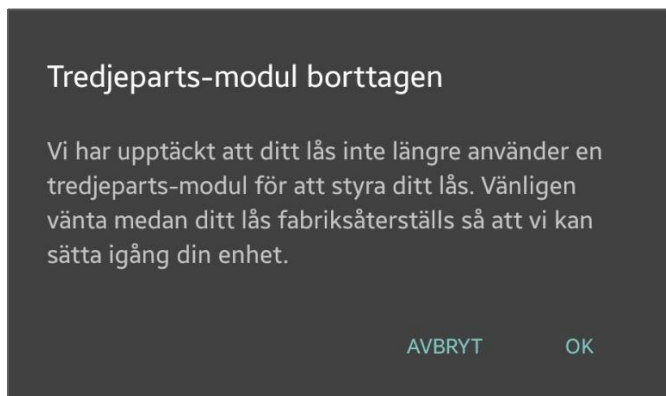 Tredjeparts-modul borttagen
Vi har upptäckt att ditt lås inte längre använder en
tredjeparts-modul för att styra ditt lås. Vänligen
vänta medan ditt lås fabriksåterställs så att vi kan
sätta igång din enhet.
AVBRYT OK